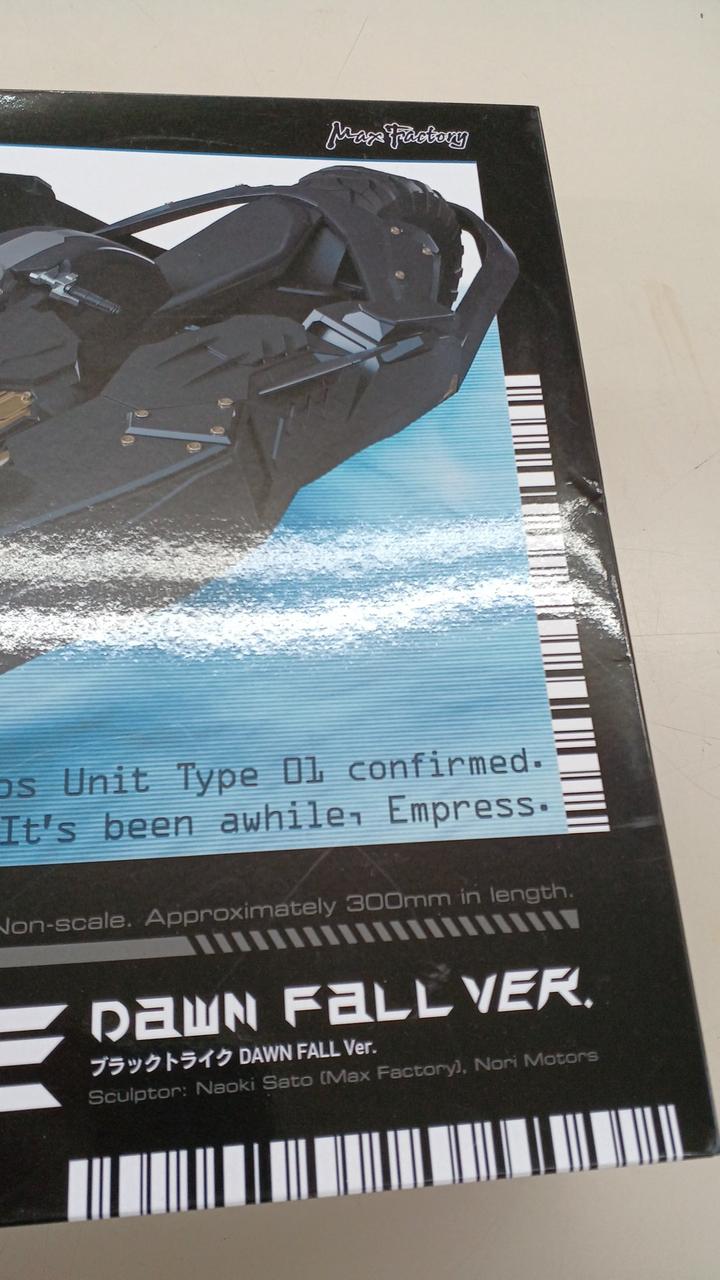 Max Factory
Unit Type 01 confirmed.
It's been awhile, Empress.
Non-scale. Approximately 300mm in length.
DAWN FALL VER.
ブラックトライク DAWN FALL Ver.
Sculptor: Naoki Sato (Max Factory), Nori Motors